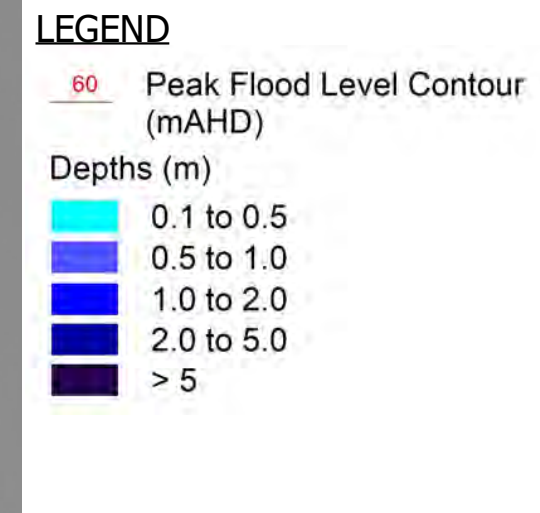 LEGEND
60 Peak Flood Level Contour
(mAHD)
Depths (m)
0.1 to 0.5
0.5 to 1.0
1.0 to 2.0
2.0 to 5.0
> 5